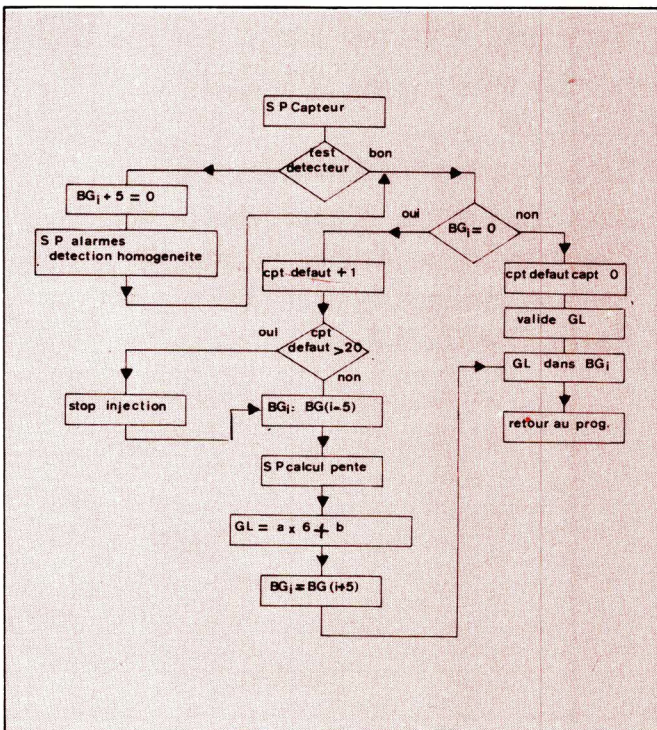 S P Capteur
test
detecteur
bon
BGi + 5 = 0
S P alarmes
detection homogeneite
oui
BGi = 0
non
cpt defaut + 1
cpt defaut capt 0
valide GL
oui
cpt
defaut > 20
non
GL dans BGi
stop injection
BGi: BG(i-5)
retour au prog.
S P calcul pente
GL = a x 6 + b
BGi = BG (i+5)